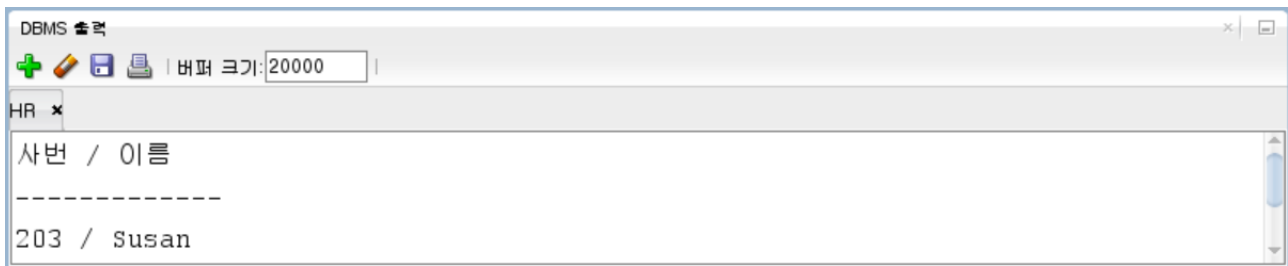 DBMS 출력
버퍼 크기: 20000
HR
사번 / 이름
-------------
203 / Susan